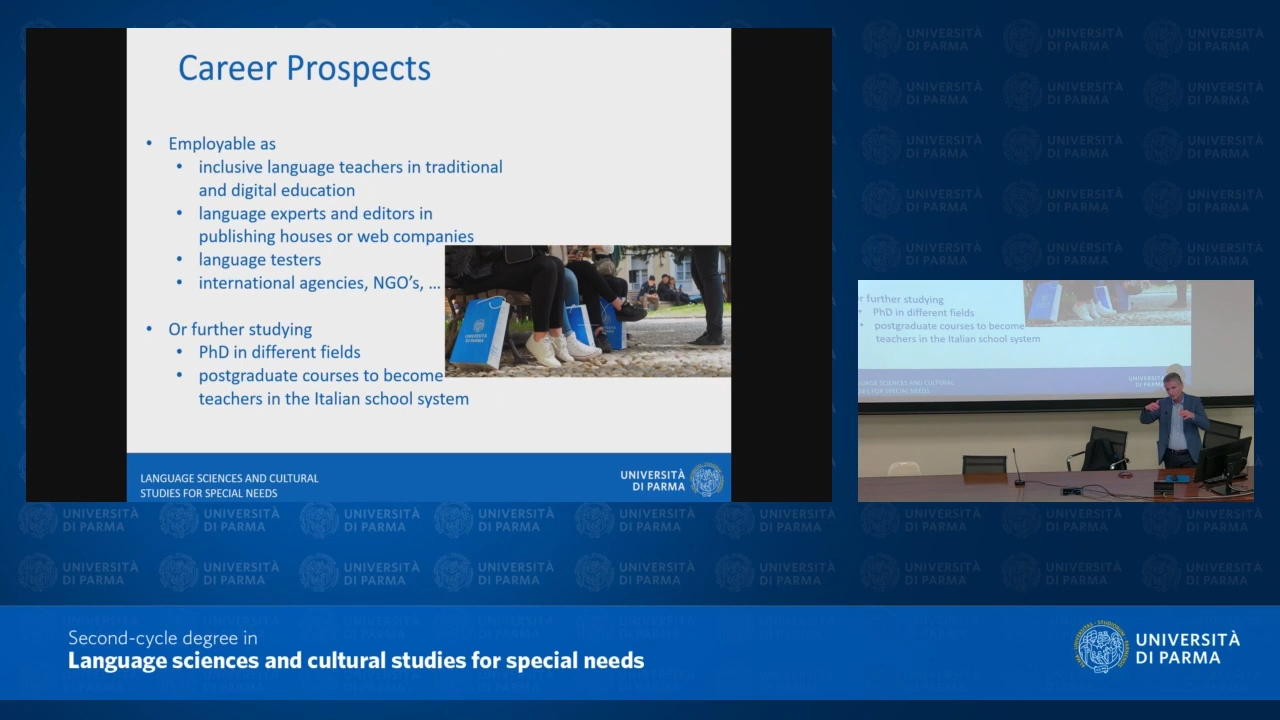 Career Prospects
• Employable as
• inclusive language teachers in traditional
and digital education
• language experts and editors in
publishing houses or web companies
• language testers
• international agencies, NGO's, ...
• Or further studying
• PhD in different fields
• postgraduate courses to become
teachers in the Italian school system
LANGUAGE SCIENCES AND CULTURAL
STUDIES FOR SPECIAL NEEDS
UNIVERSITÀ
DI PARMA
or further studying
PhD in different fields
postgraduate courses to become
teachers in the Italian school system
Second-cycle degree in
Language sciences and cultural studies for special needs
UNIVERSITÀ
DI PARMA